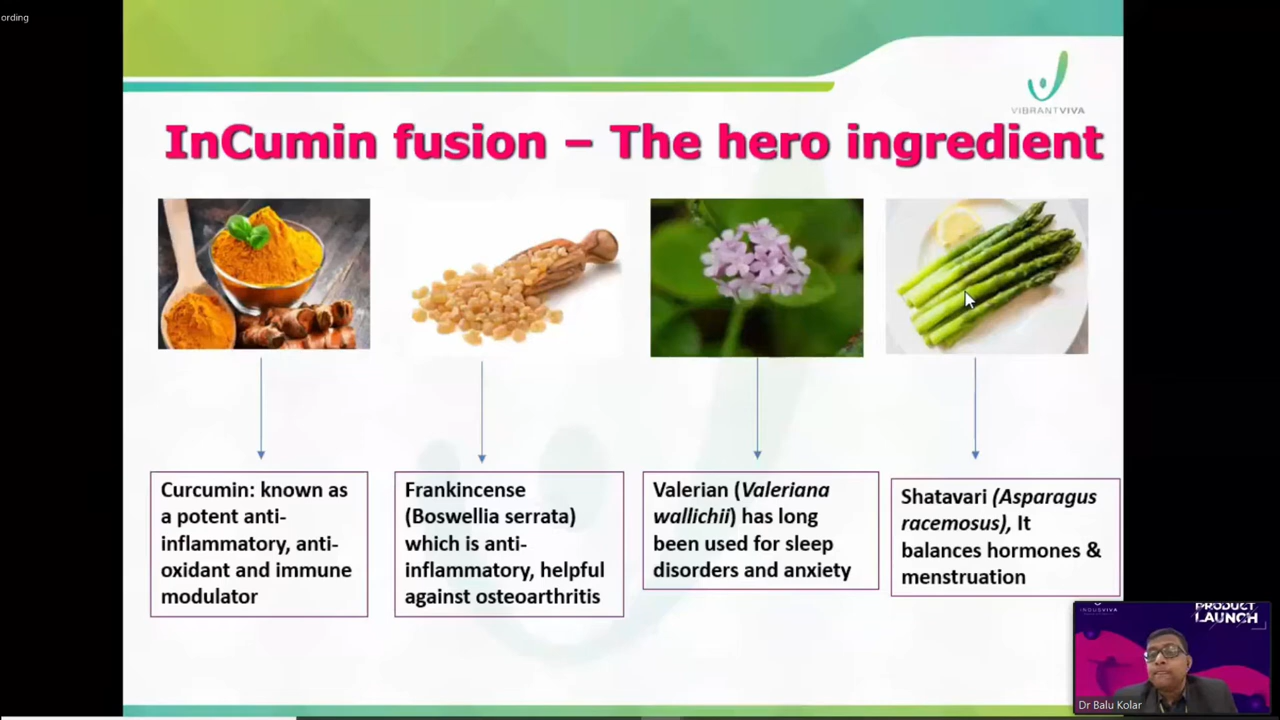 ording
VIBRANTVIVA
InCumin fusion – The hero ingredient
Curcumin: known as
a potent anti-
inflammatory, anti-
oxidant and immune
modulator
Frankincense
(Boswellia serrata)
which is anti-
inflammatory, helpful
against osteoarthritis
Valerian (Valeriana
wallichii) has long
been used for sleep
disorders and anxiety
Shatavari (Asparagus
racemosus), It
balances hormones &
menstruation
INDUSVIVA
PRODUCT
LAUNCH
Dr Balu Kolar